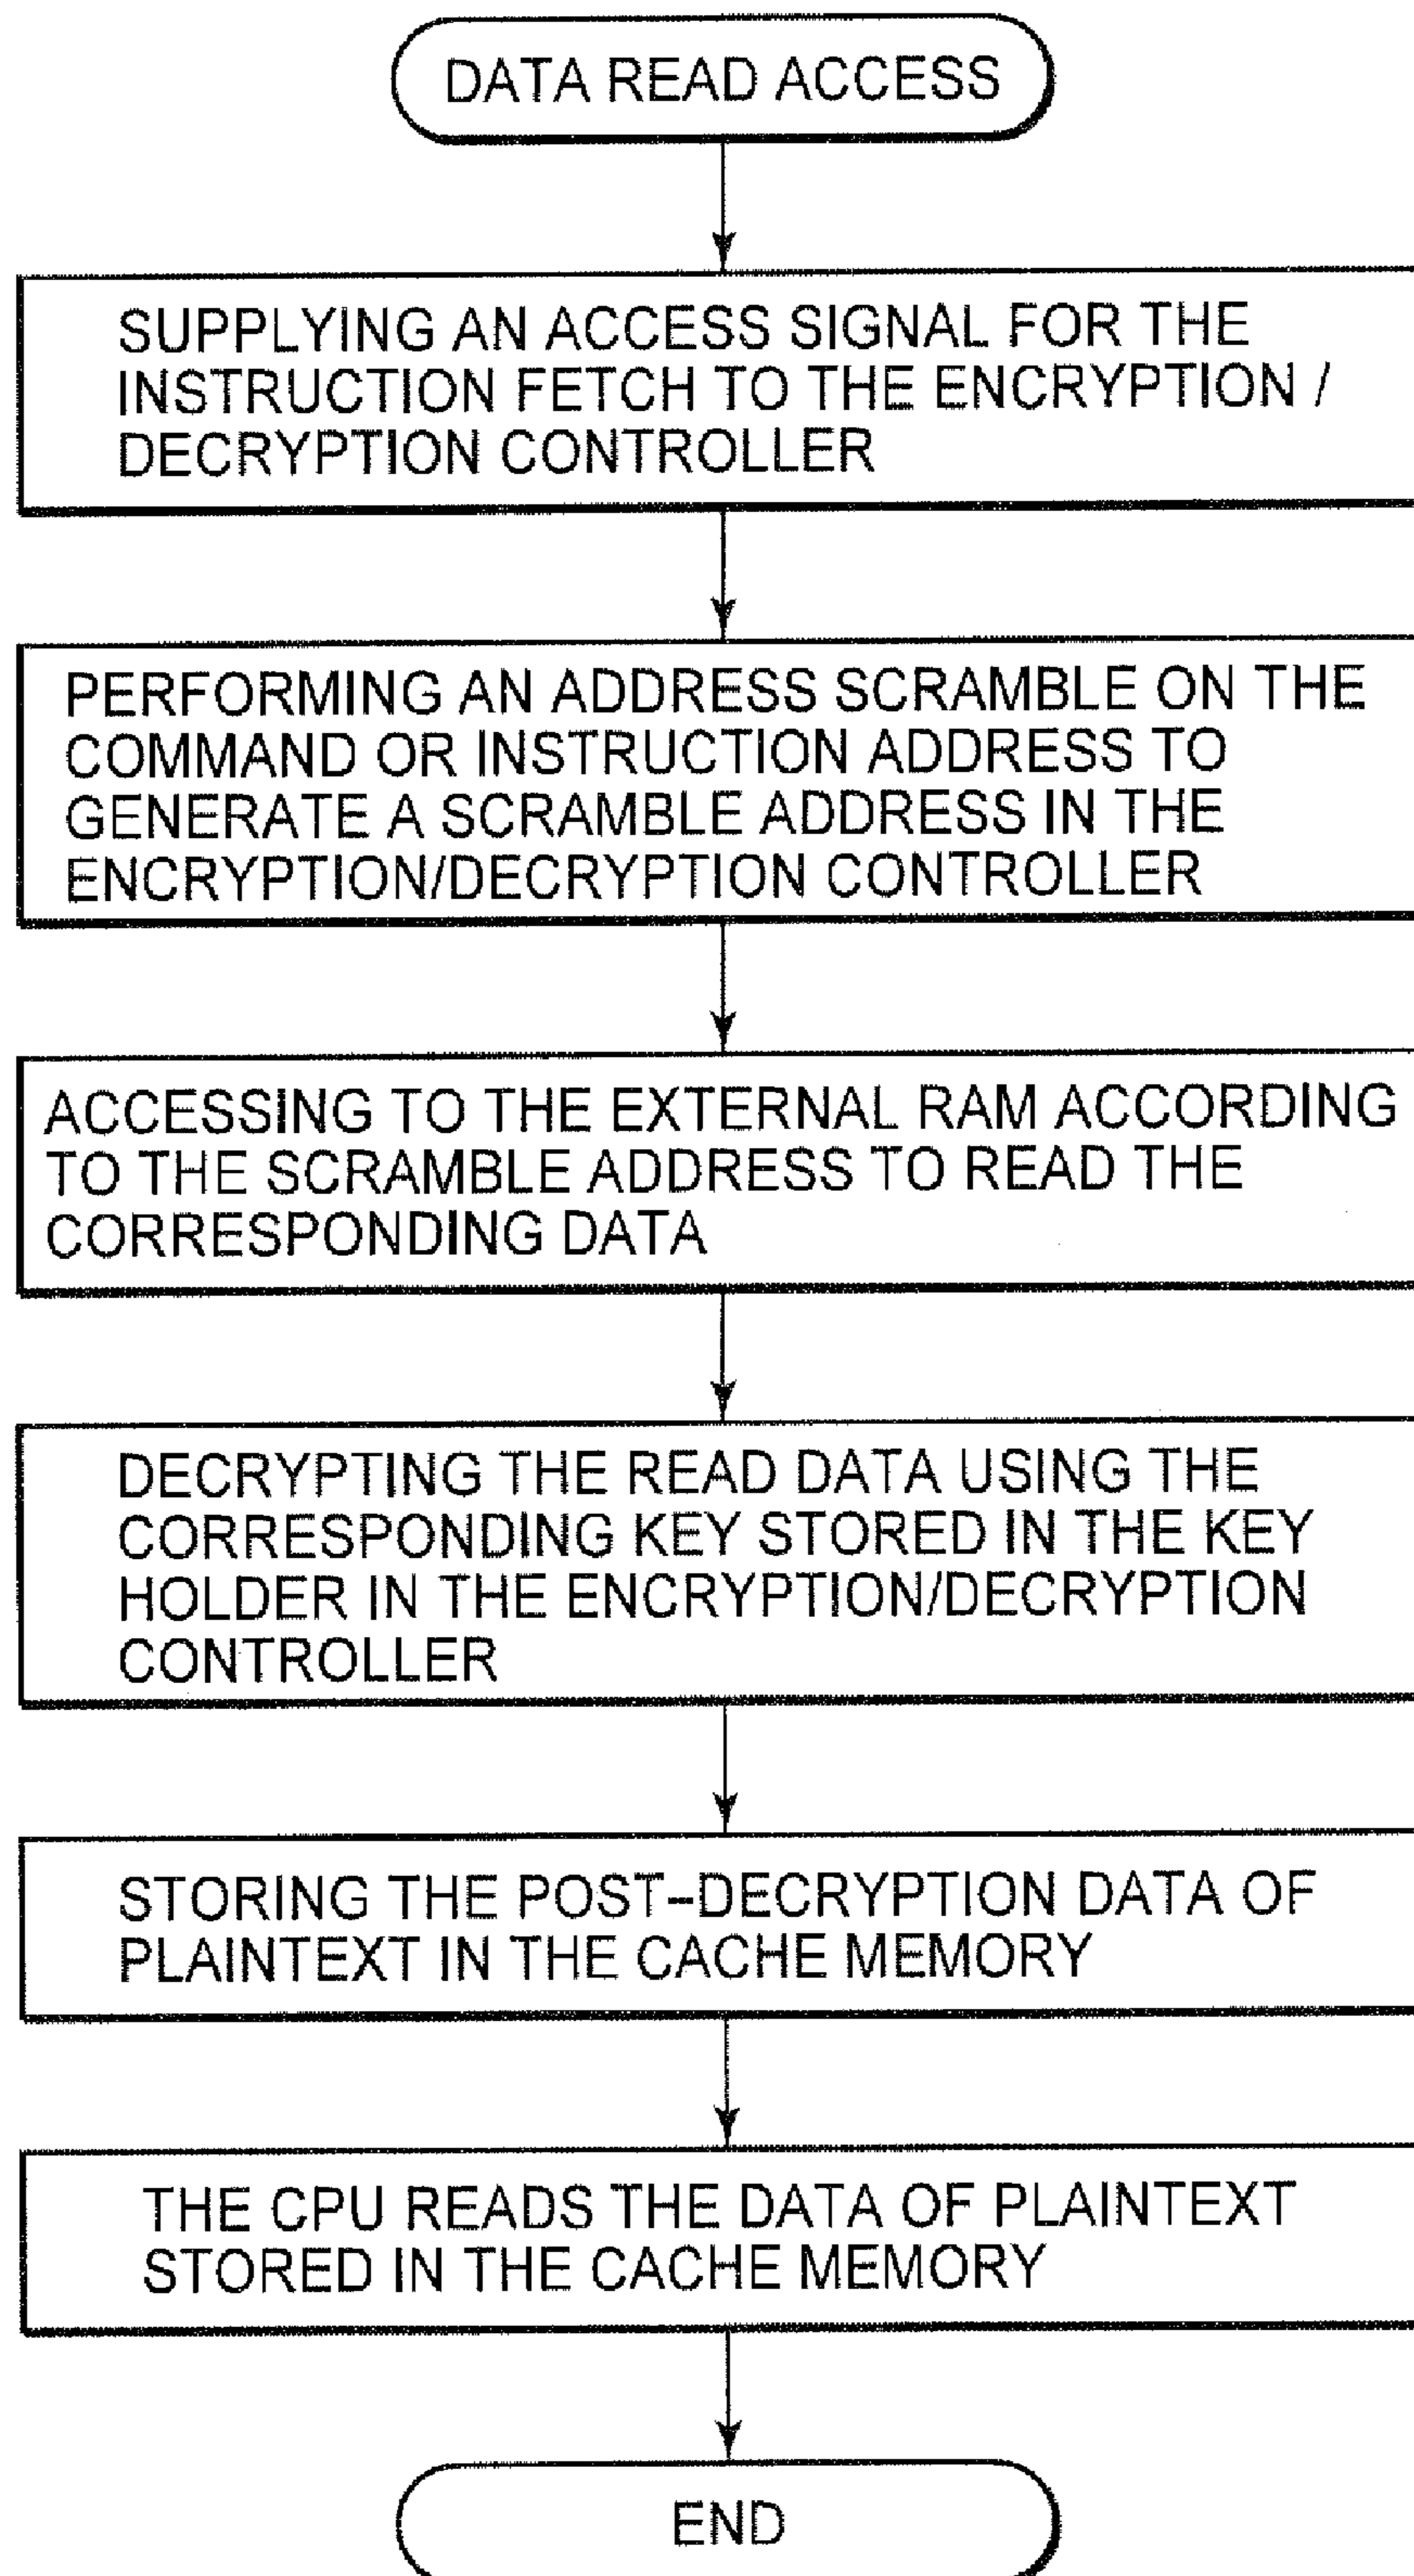 DATA READ ACCESS
SUPPLYING AN ACCESS SIGNAL FOR THE
INSTRUCTION FETCH TO THE ENCRYPTION /
DECRYPTION CONTROLLER
PERFORMING AN ADDRESS SCRAMBLE ON THE
COMMAND OR INSTRUCTION ADDRESS TO
GENERATE A SCRAMBLE ADDRESS IN THE
ENCRYPTION/DECRYPTION CONTROLLER
ACCESSING TO THE EXTERNAL RAM ACCORDING
TO THE SCRAMBLE ADDRESS TO READ THE
CORRESPONDING DATA
DECRYPTING THE READ DATA USING THE
CORRESPONDING KEY STORED IN THE KEY
HOLDER IN THE ENCRYPTION/DECRYPTION
CONTROLLER
STORING THE POST-DECRYPTION DATA OF
PLAINTEXT IN THE CACHE MEMORY
THE CPU READS THE DATA OF PLAINTEXT
STORED IN THE CACHE MEMORY
END